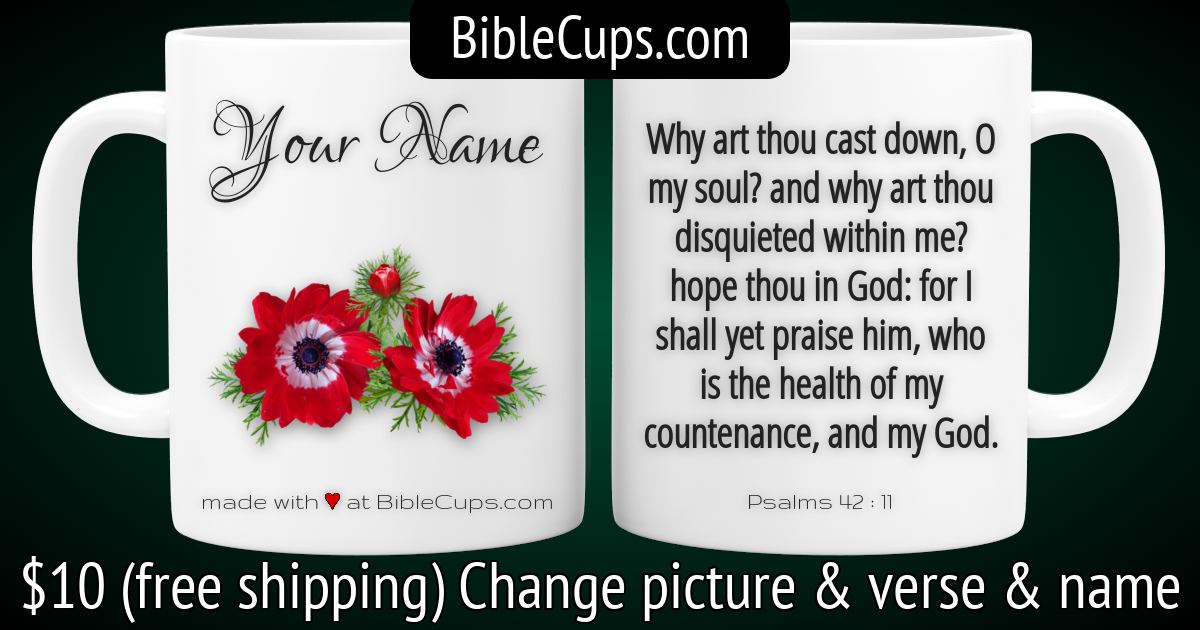 BibleCups.com
Your Name
made with ♥ at BibleCups.com
Why art thou cast down, O
my soul? and why art thou
disquieted within me?
hope thou in God: for I
shall yet praise him, who
is the health of my
countenance, and my God.
Psalms 42 : 11
$10 (free shipping) Change picture & verse & name